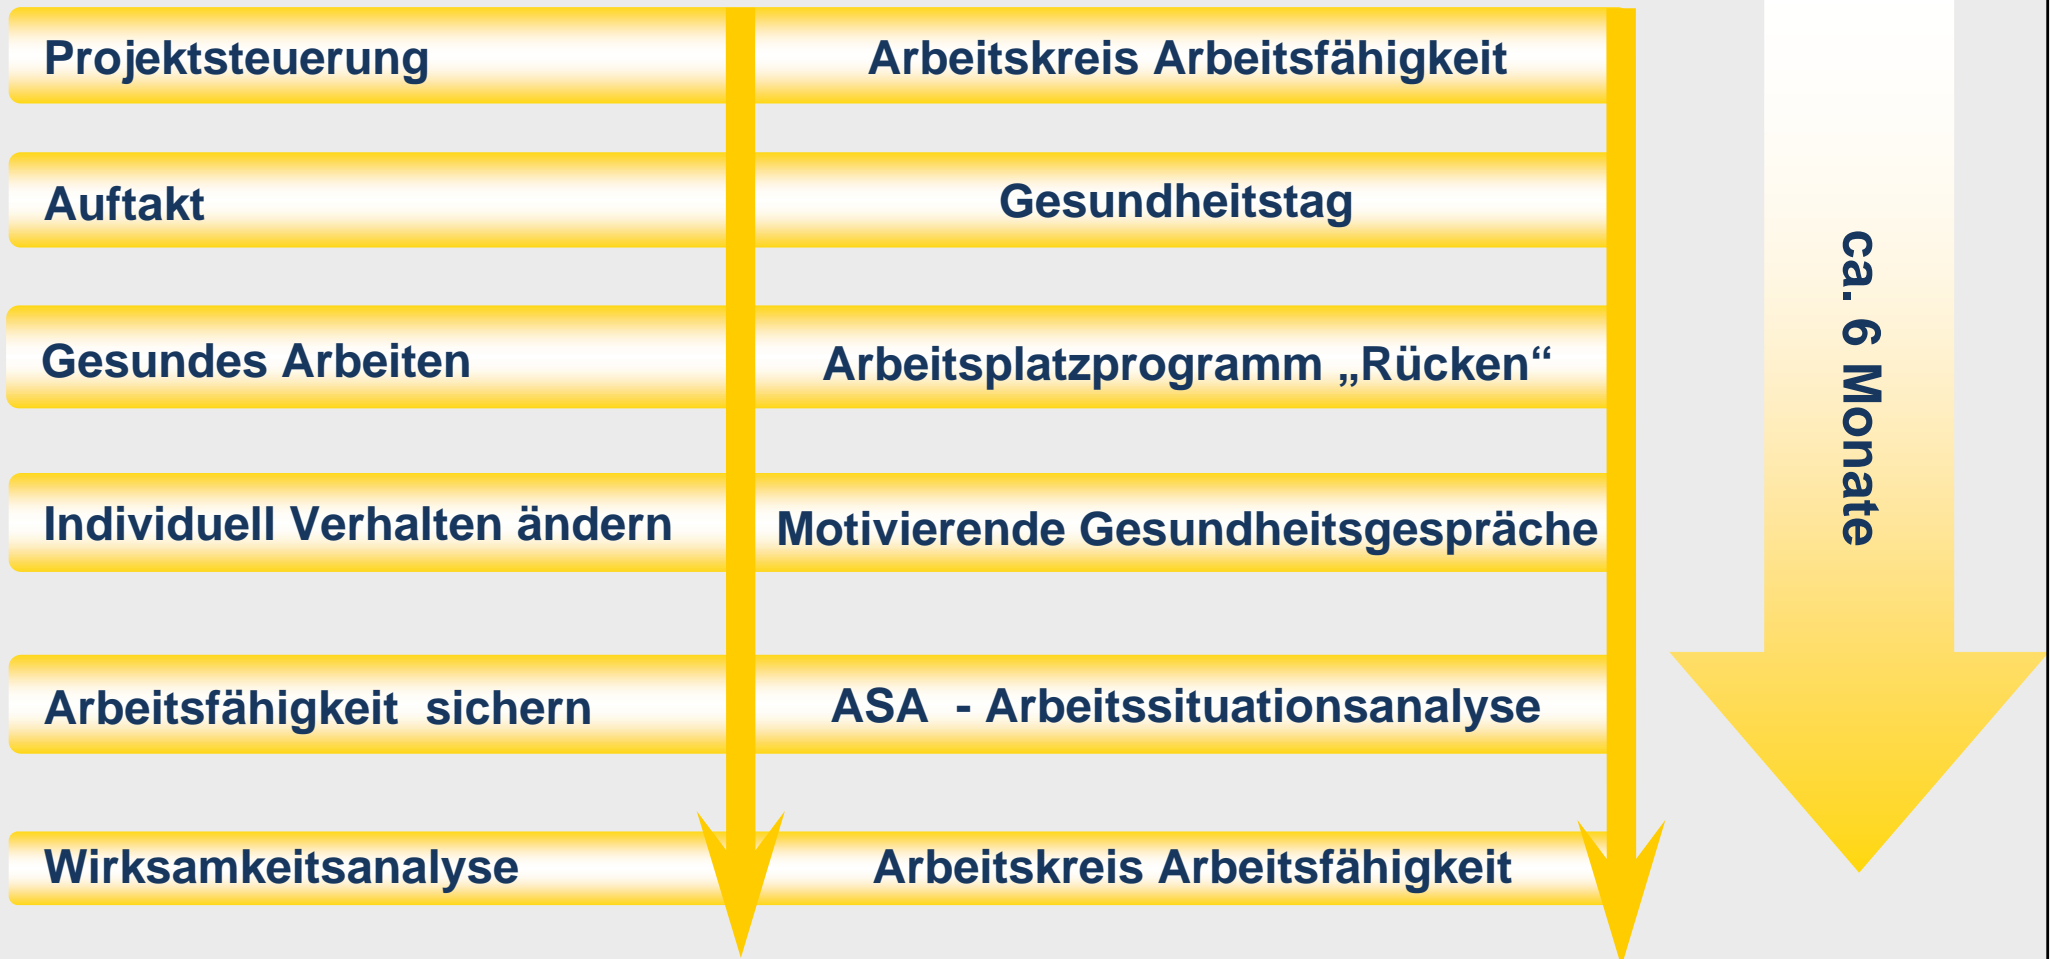 Projektsteuerung
Arbeitskreis Arbeitsfähigkeit
Auftakt
Gesundheitstag
Gesundes Arbeiten
Arbeitsplatzprogramm „Rücken“
Individuell Verhalten ändern
Motivierende Gesundheitsgespräche
Arbeitsfähigkeit  sichern
ASA  - Arbeitssituationsanalyse
Wirksamkeitsanalyse
Arbeitskreis Arbeitsfähigkeit
ca. 6 Monate